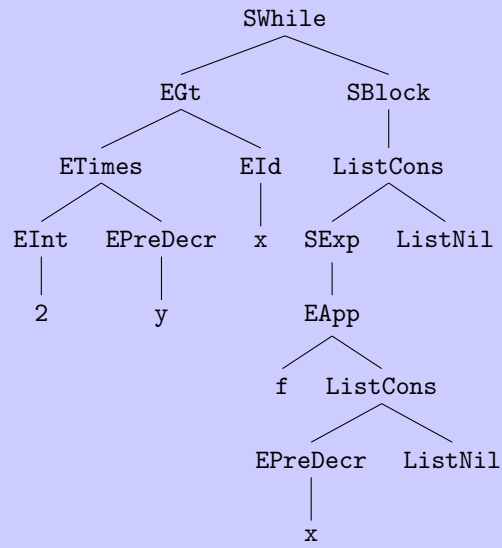 SWhile
EGt SBlock
ETimes EId ListCons
EInt EPreDecr x SExp ListNil
2 y EApp
f ListCons
EPreDecr ListNil
x